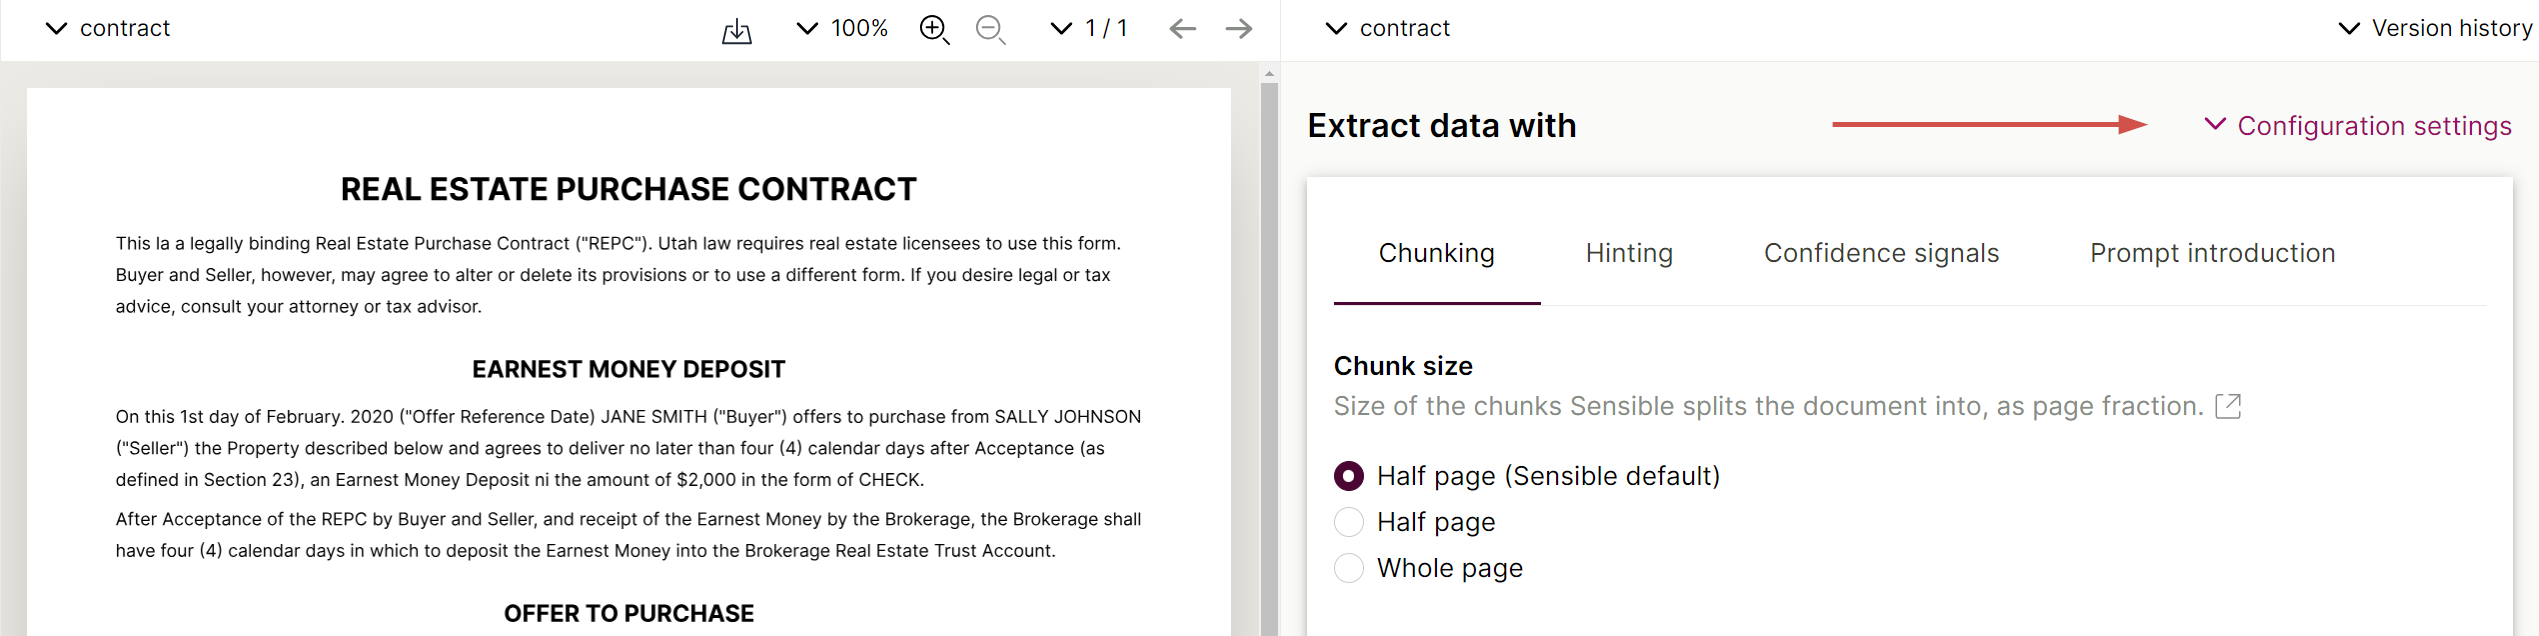 contract
100%
1 / 1
contract
Version history
REAL ESTATE PURCHASE CONTRACT
This la a legally binding Real Estate Purchase Contract ("REPC"). Utah law requires real estate licensees to use this form.
Buyer and Seller, however, may agree to alter or delete its provisions or to use a different form. If you desire legal or tax
advice, consult your attorney or tax advisor.
EARNEST MONEY DEPOSIT
On this 1st day of February. 2020 ("Offer Reference Date) JANE SMITH ("Buyer") offers to purchase from SALLY JOHNSON
("Seller") the Property described below and agrees to deliver no later than four (4) calendar days after Acceptance (as
defined in Section 23), an Earnest Money Deposit ni the amount of $2,000 in the form of CHECK.
After Acceptance of the REPC by Buyer and Seller, and receipt of the Earnest Money by the Brokerage, the Brokerage shall
have four (4) calendar days in which to deposit the Earnest Money into the Brokerage Real Estate Trust Account.
OFFER TO PURCHASE
Extract data with
Configuration settings
Chunking
Hinting
Confidence signals
Prompt introduction
Chunk size
Size of the chunks Sensible splits the document into, as page fraction.
Half page (Sensible default)
Half page
Whole page